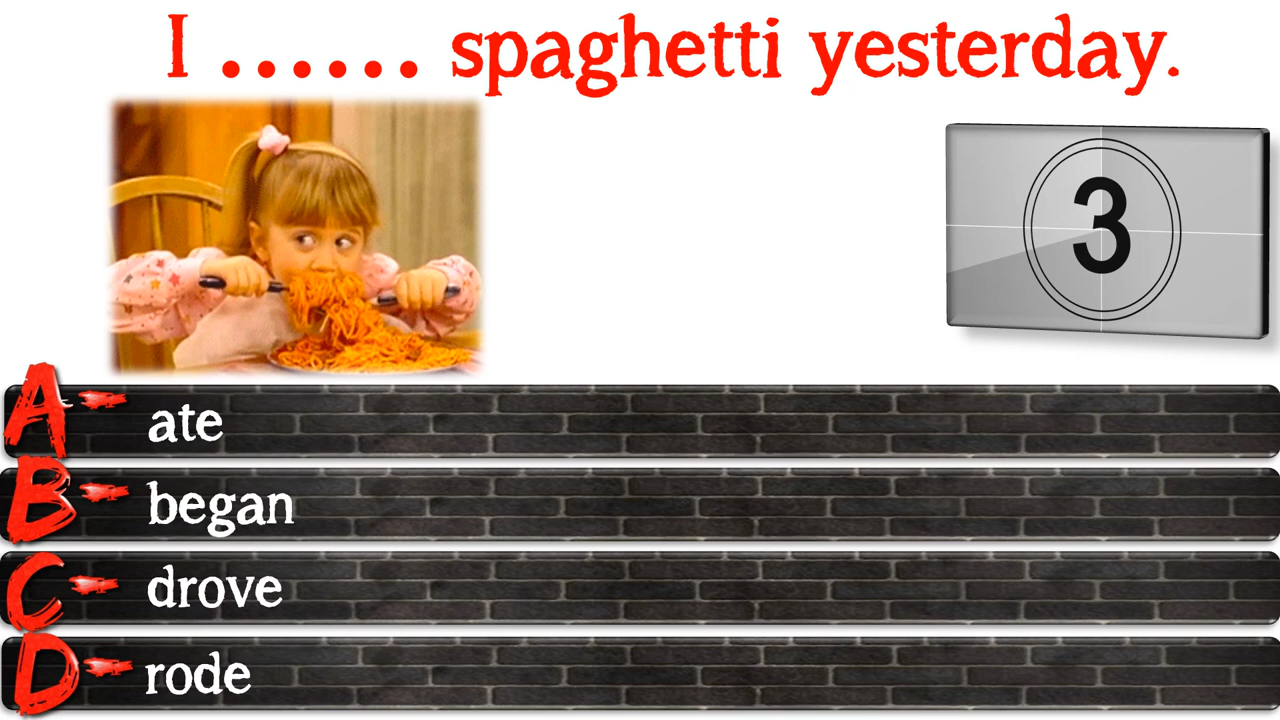 I ...... spaghetti yesterday.
3
A- ate
B- began
C- drove
D- rode